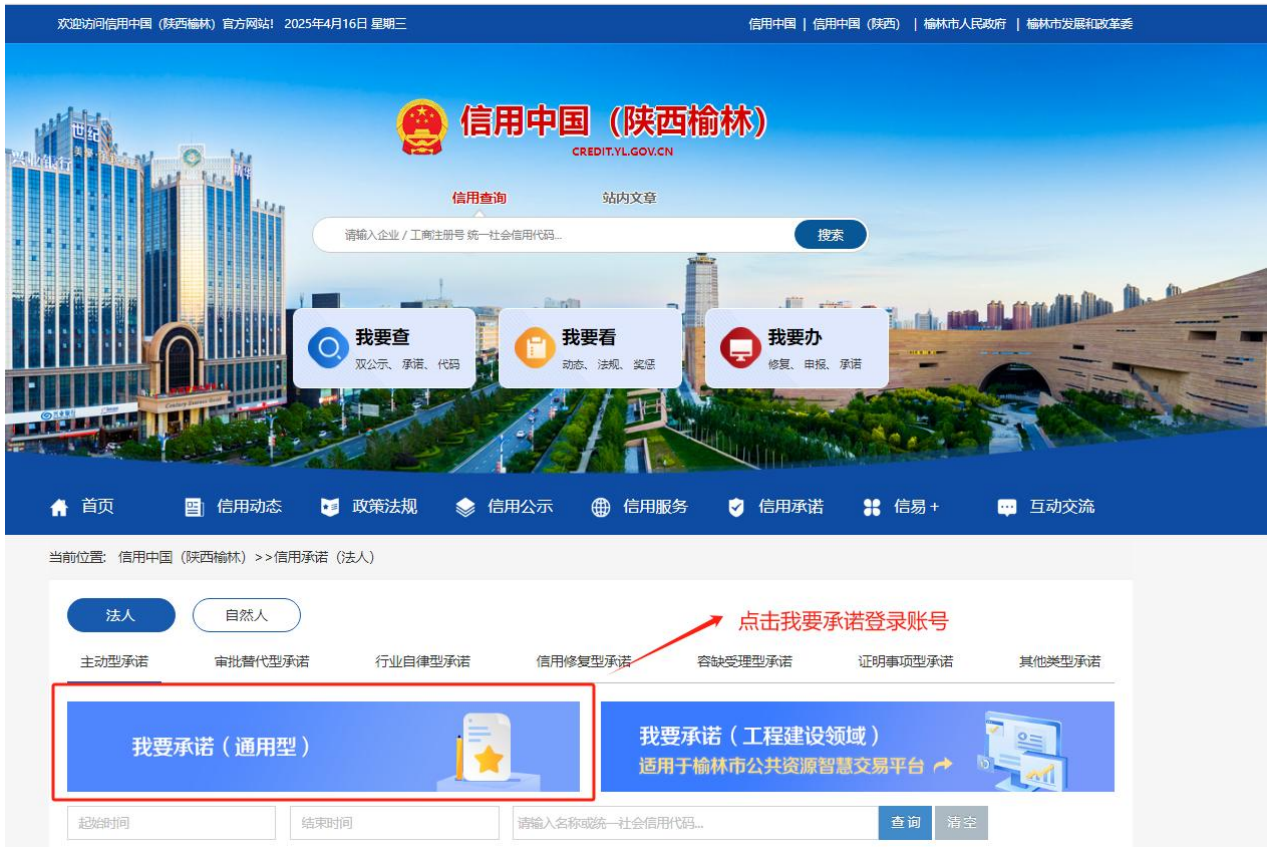 欢迎访问信用中国（陕西榆林）官方网站！ 2025年4月16日 星期三
信用中国 | 信用中国（陕西） | 榆林市人民政府 | 榆林市发展和改革委
信用中国（陕西榆林）
CREDIT.YL.GOV.CN
信用查询 站内文章
请输入企业 / 工商注册号 统一社会信用代码...
搜索
世纪
兴业银行
我要查
双公示、承诺、代码
我要看
动态、法规、奖惩
我要办
修复、申报、承诺
首页 信用动态 政策法规 信用公示 信用服务 信用承诺 信易+ 互动交流
当前位置: 信用中国（陕西榆林）>>信用承诺（法人）
法人 自然人
点击我要承诺登录账号
主动型承诺 审批替代型承诺 行业自律型承诺 信用修复型承诺 容缺受理型承诺 证明事项型承诺 其他类型承诺
我要承诺（通用型）
我要承诺（工程建设领域）
适用于榆林市公共资源智慧交易平台
起始时间 结束时间 请输入名称或统一社会信用代码... 查询 清空